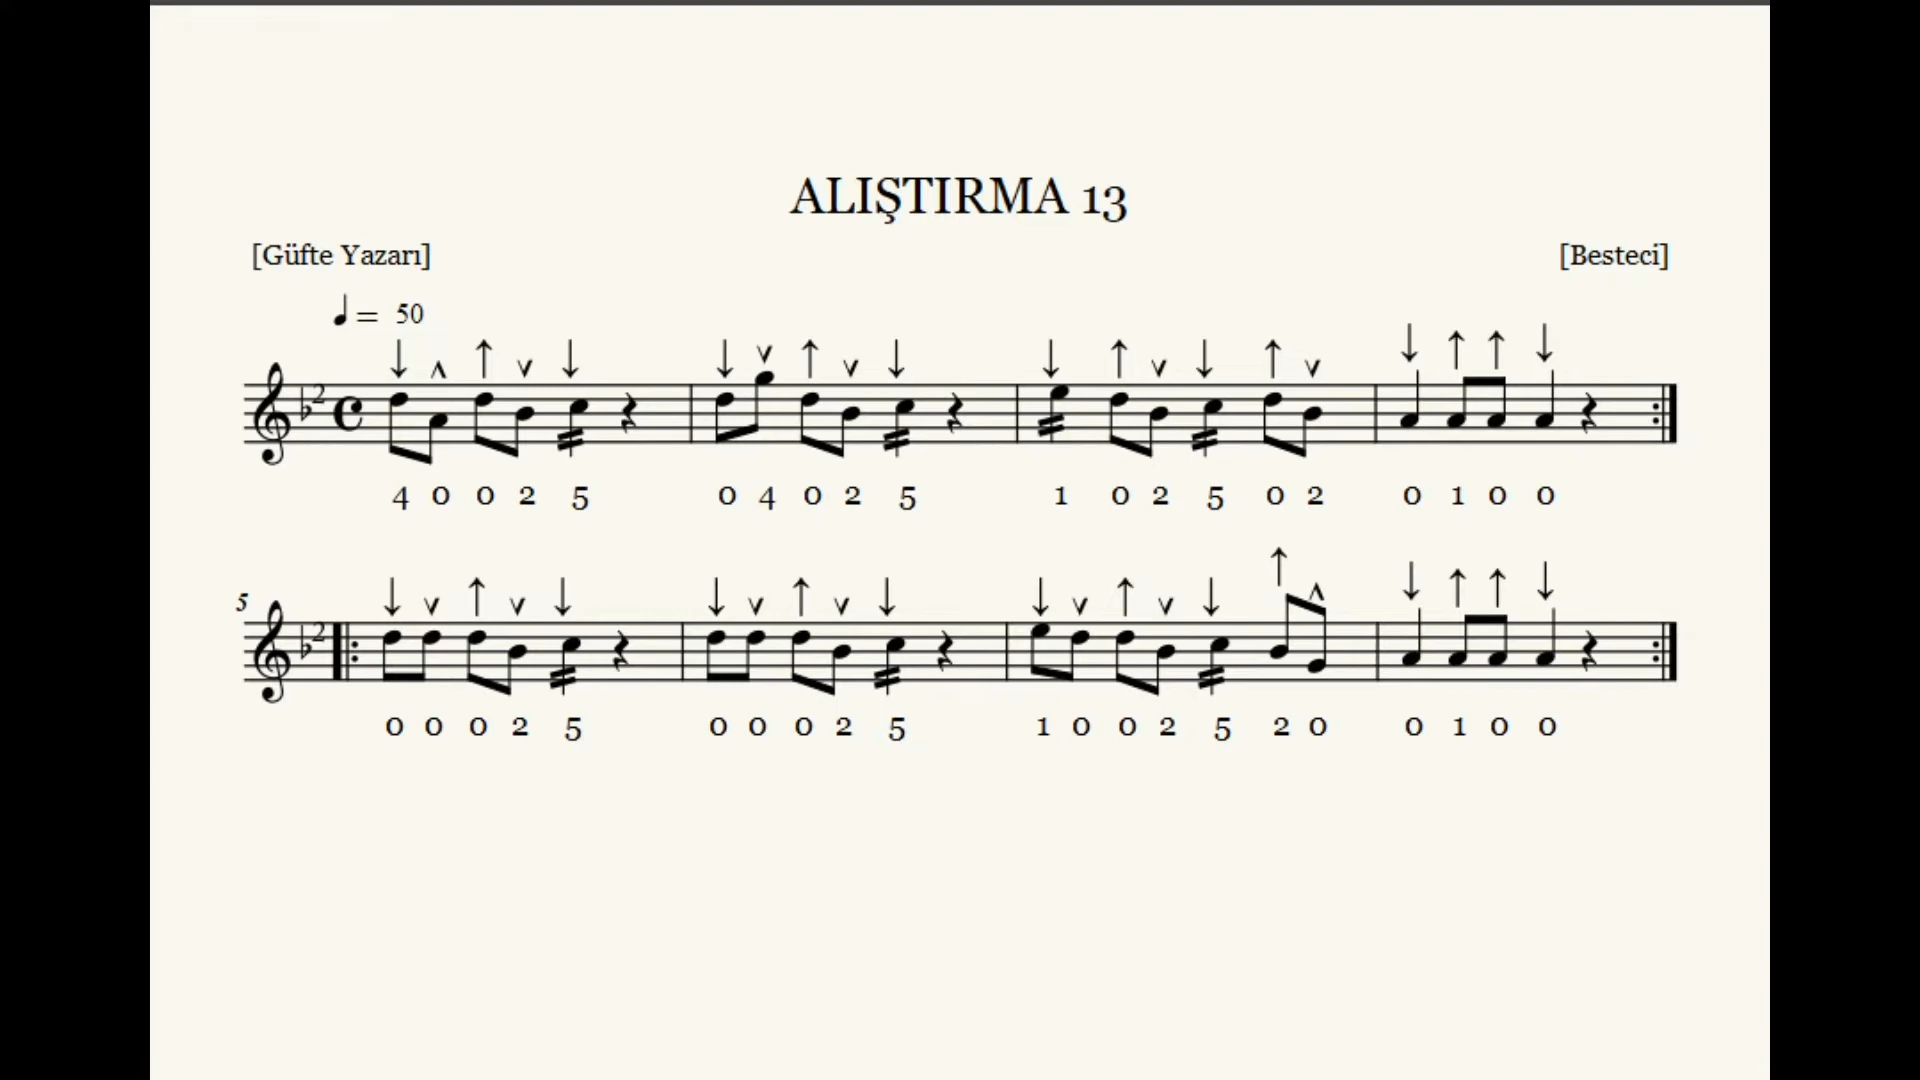 ALIŞTIRMA 13
[Güfte Yazarı] [Besteci]
= 50
2
4 0 0 2 5 0 4 0 2 5 1 0 2 5 0 2 0 1 0 0
5
2
0 0 0 2 5 0 0 0 2 5 1 0 0 2 5 2 0 0 1 0 0